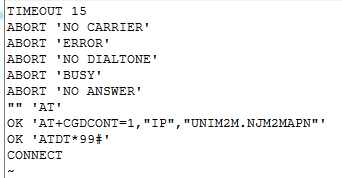 TIMEOUT 15
ABORT 'NO CARRIER'
ABORT 'ERROR'
ABORT 'NO DIALTONE'
ABORT 'BUSY'
ABORT 'NO ANSWER'
"" 'AT'
OK 'AT+CGDCONT=1,"IP","UNIM2M.NJM2MAPN"'
OK 'ATDT*99#'
CONNECT
~